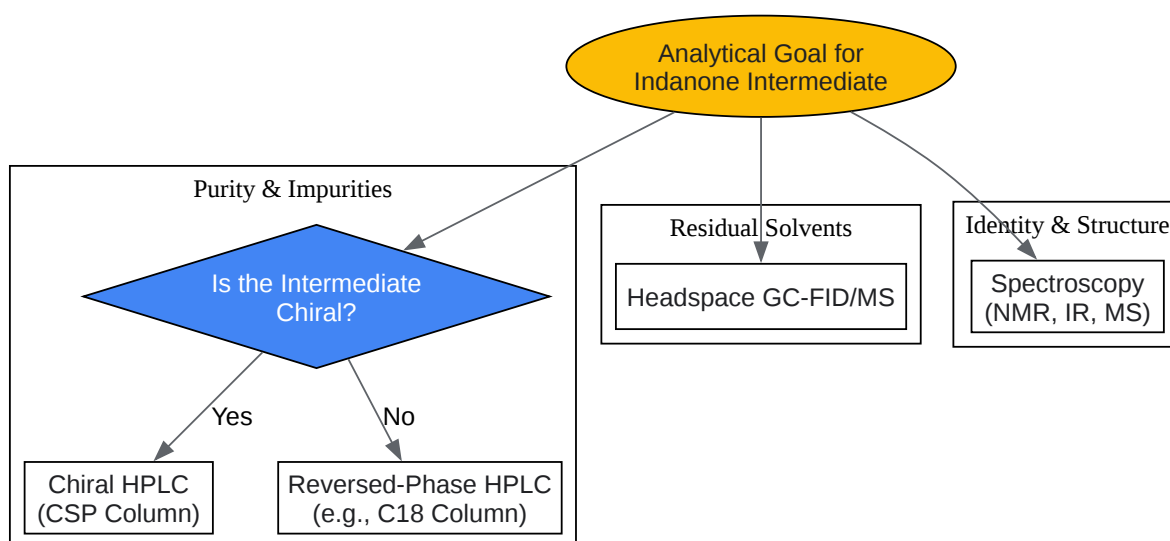 Analytical Goal for
Indanone Intermediate
Purity & Impurities
Is the Intermediate
Chiral?
Yes
No
Chiral HPLC
(CSP Column)
Reversed-Phase HPLC
(e.g., C18 Column)
Residual Solvents
Headspace GC-FID/MS
Identity & Structure
Spectroscopy
(NMR, IR, MS)